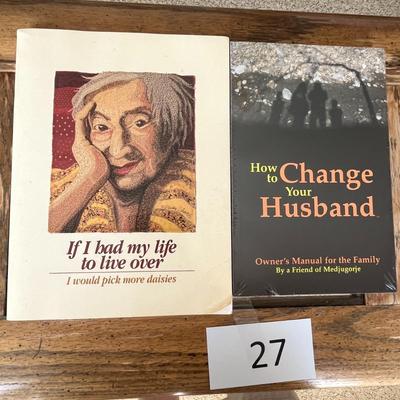 If I had my life
to live over
I would pick more daisies
How to Change
Your
Husband
Owner's Manual for the Family
By a Friend of Medjugorje
27